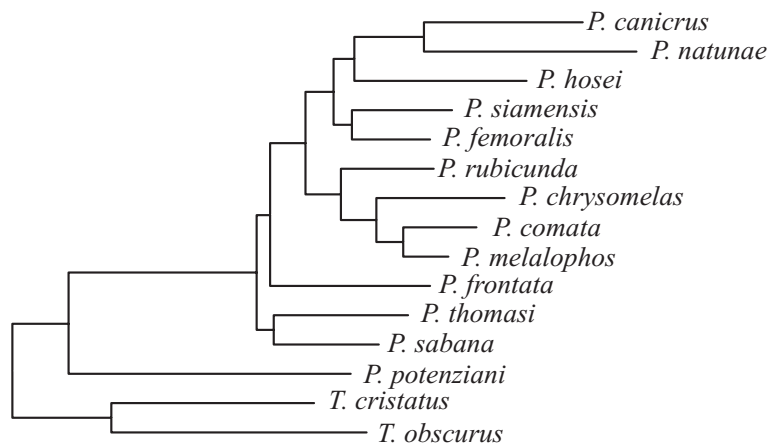 P. canicrus
P. natunae
P. hosei
P. siamensis
P. femoralis
P. rubicunda
P. chrysomelas
P. comata
P. melalophos
P. frontata
P. thomasi
P. sabana
P. potenziani
T. cristatus
T. obscurus